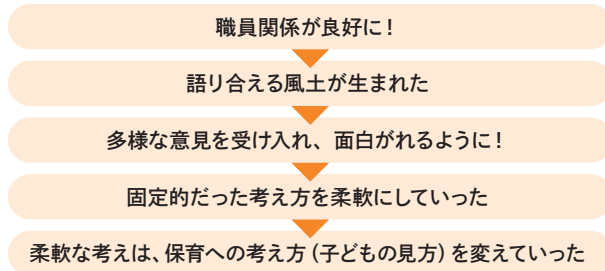 職員関係が良好に！
語り合える風土が生まれた
多様な意見を受け入れ、面白がれるように！
固定的だった考え方を柔軟にしていった
柔軟な考えは、保育への考え方（子どもの見方）を変えていった